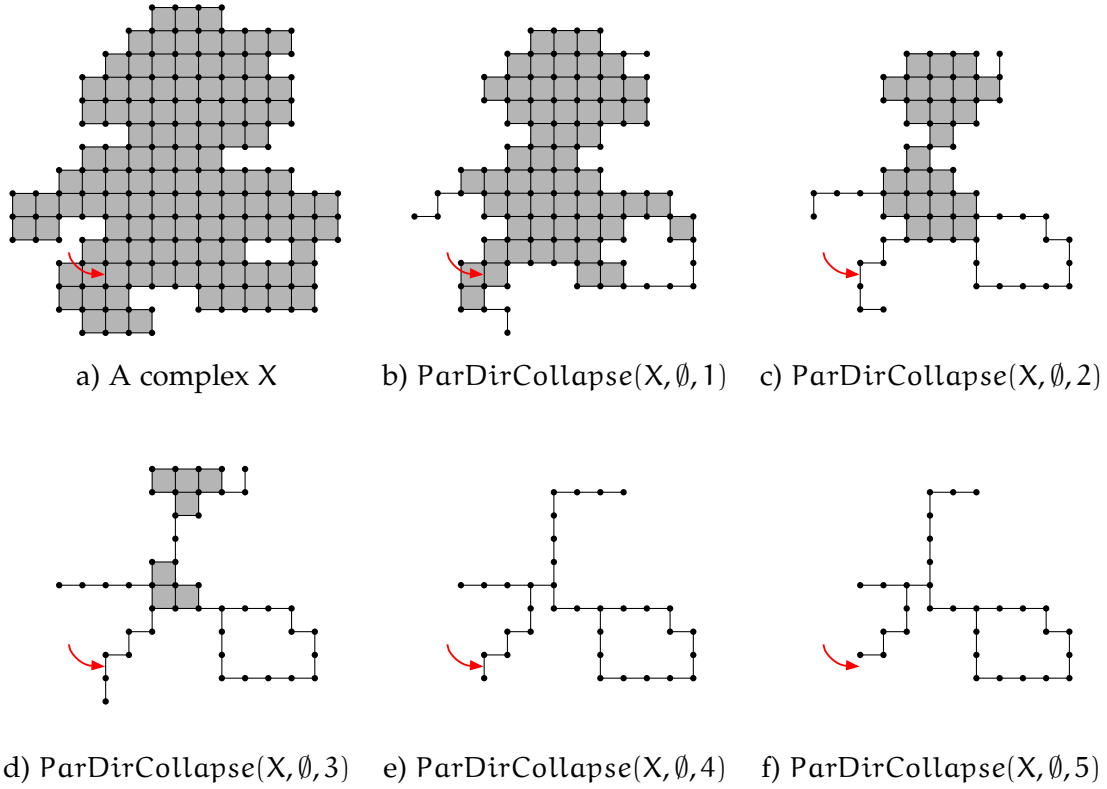 a) A complex X
b) ParDirCollapse(X, ∅, 1)
c) ParDirCollapse(X, ∅, 2)
d) ParDirCollapse(X, ∅, 3)
e) ParDirCollapse(X, ∅, 4)
f) ParDirCollapse(X, ∅, 5)